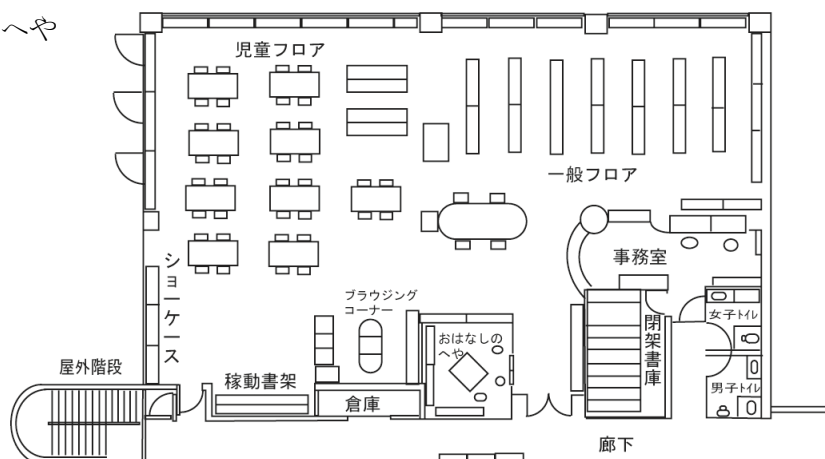 へや
児童フロア
一般フロア
事務室
ショーケース
ブラウジング
コーナー
女子トイレ
おはなしの
へや
閉架書庫
屋外階段
稼動書架
倉庫
男子トイレ
廊下